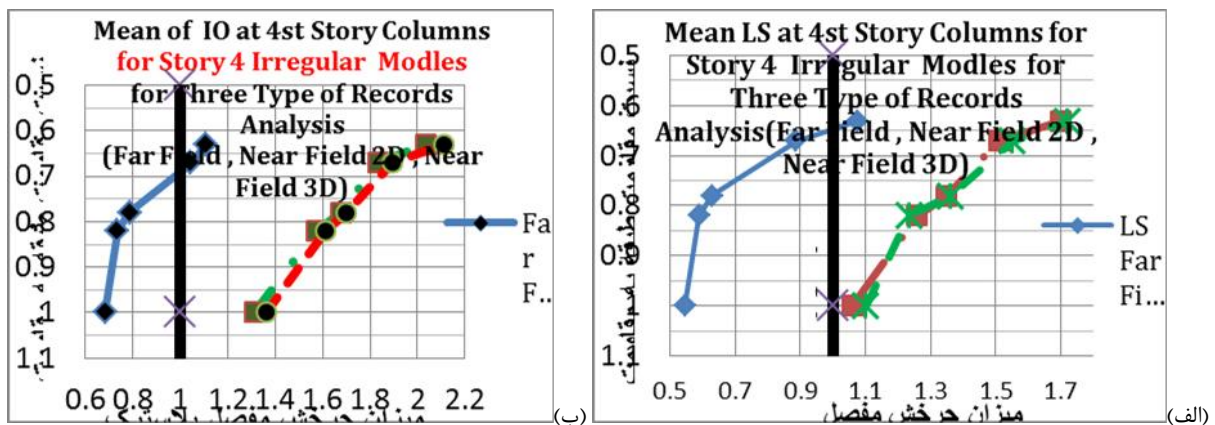 Mean of IO at 4st Story Columns
for Story 4 Irregular Modles
for Three Type of Records
Analysis
(Far Field , Near Field 2D , Near
Field 3D)
0.5
0.6
0.7
0.8
0.9
1
1.1
0.6 0.8 1 1.2 1.4 1.6 1.8 2 2.2
Fa
r
F..
(ب)
Mean LS at 4st Story Columns for
Story 4 Irregular Modles for
Three Type of Records
Analysis(Far Field , Near Field 2D ,
Near Field 3D)
0.5
0.6
0.7
0.8
0.9
1
1.1
0.5 0.7 0.9 1.1 1.3 1.5 1.7
میزان چرخش مفصل
LS
Far
Fi...
(الف)